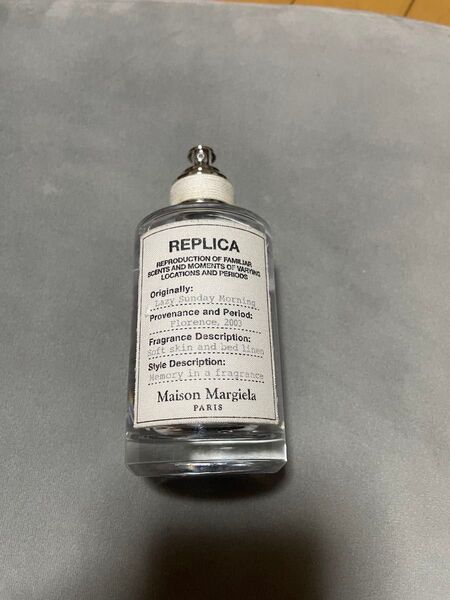 REPLICA
REPRODUCTION OF FAMILIAR
SCENTS AND MOMENTS OF VARYING
LOCATIONS AND PERIODS
Originally:
Lazy Sunday Morning
Provenance and Period:
Florence, 2003
Fragrance Description:
Soft skin and bed linen
Style Description:
Memory in a fragrance
Maison Margiela
PARIS